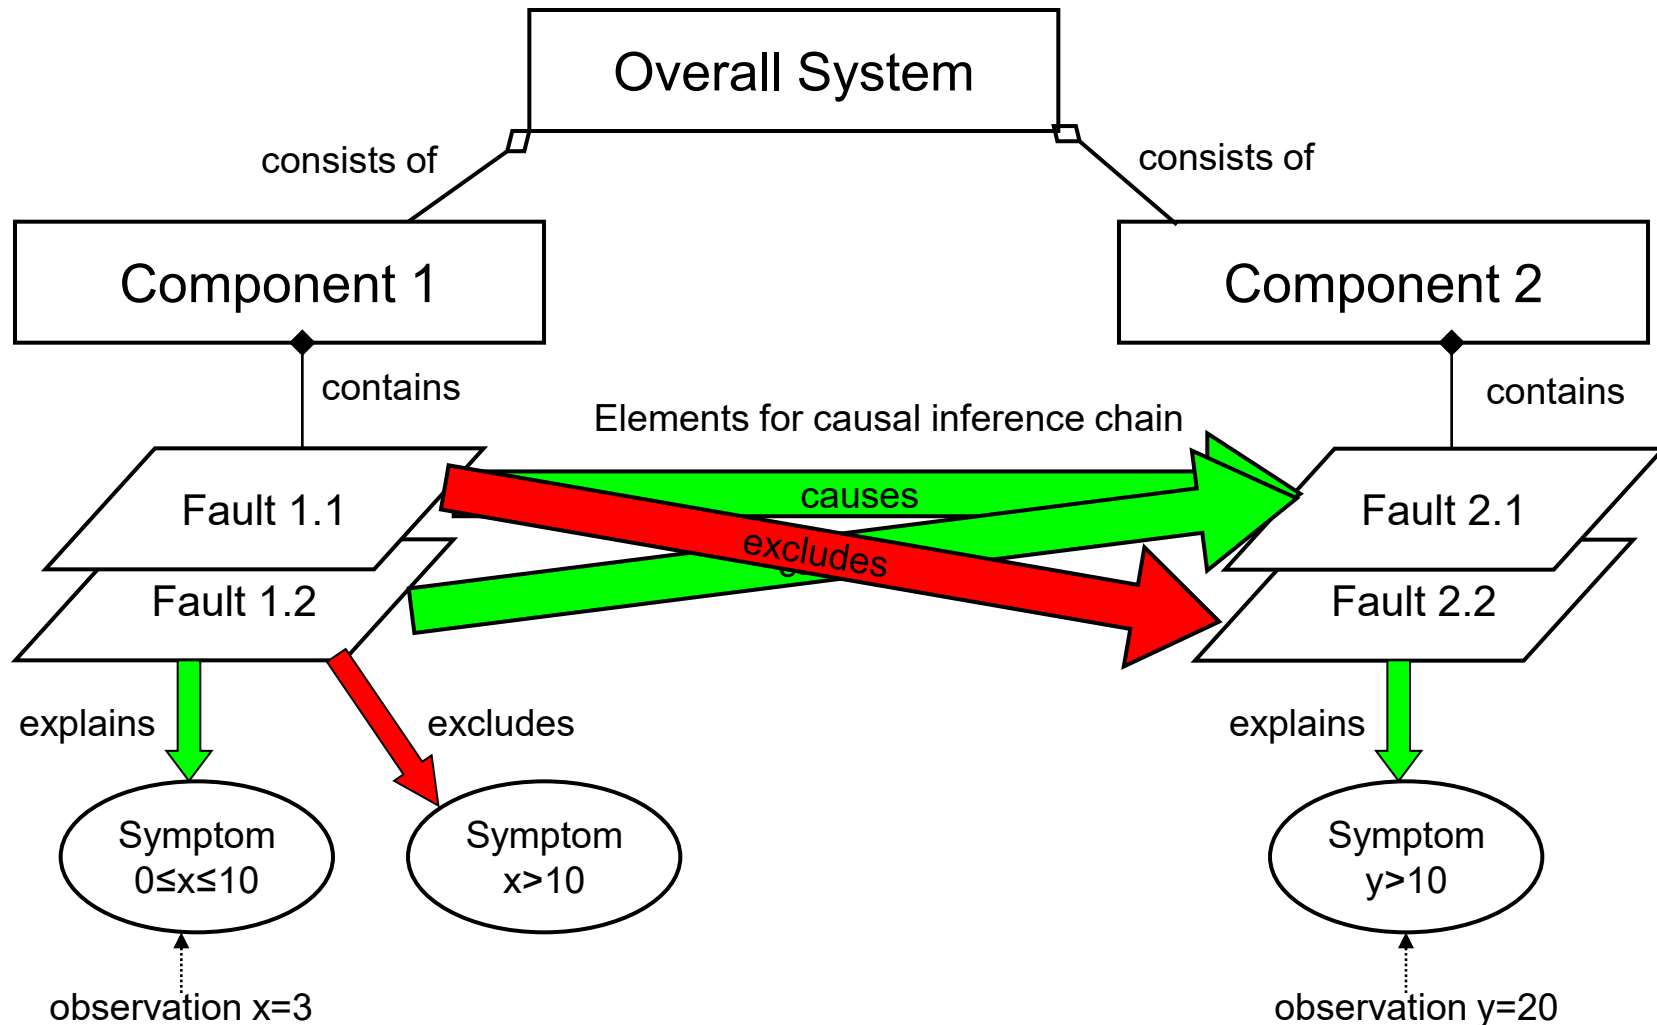 Overall System
consists of
consists of
Component 1
Component 2
contains
contains
Elements for causal inference chain
Fault 1.1
causes
Fault 2.1
excludes
Fault 1.2
Fault 2.2
explains
excludes
explains
Symptom
0≤x≤10
Symptom
x>10
Symptom
y>10
observation x=3
observation y=20